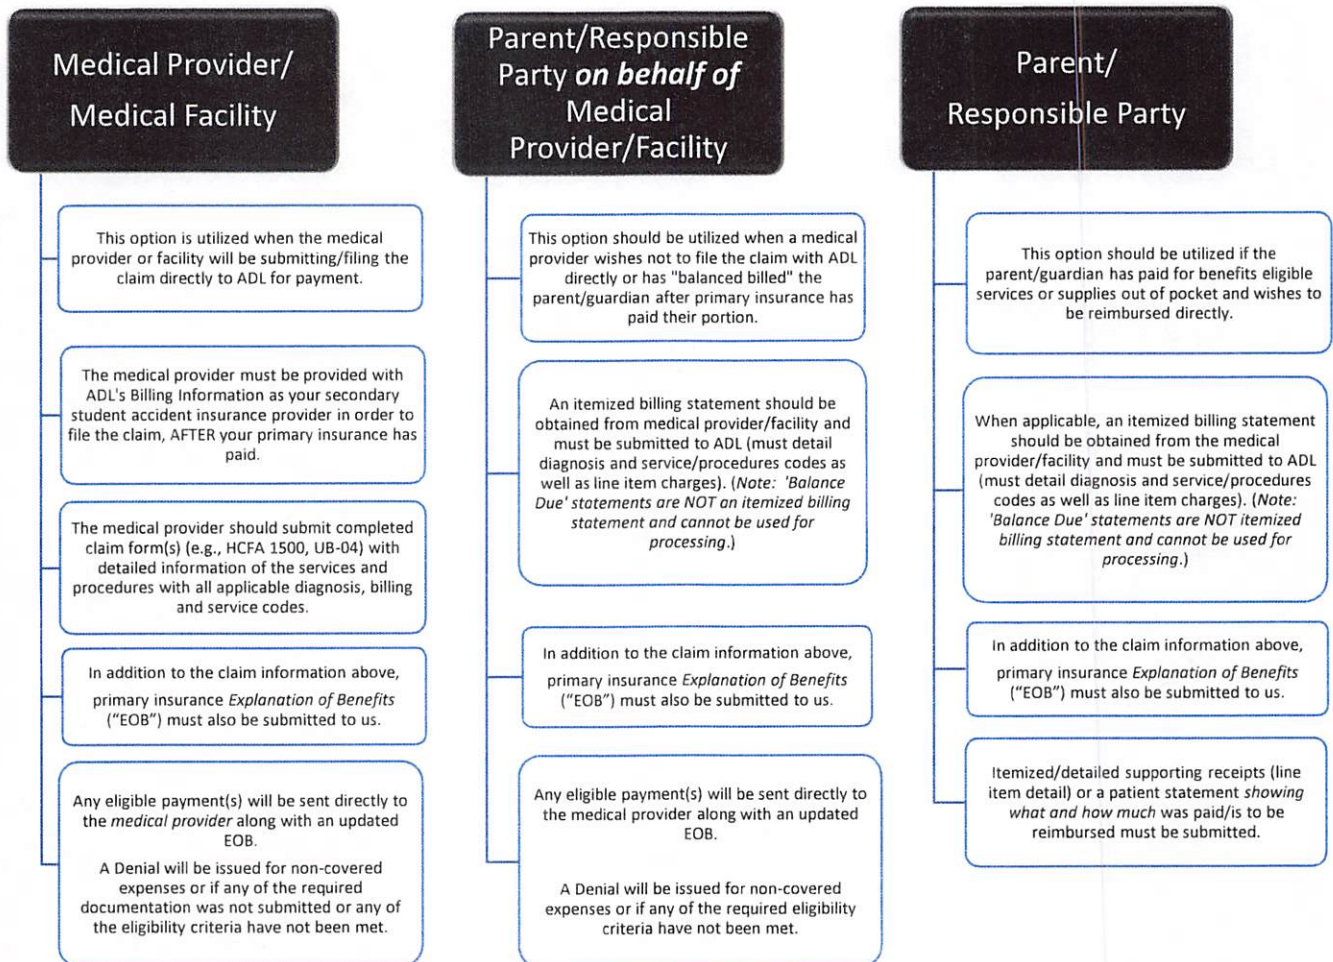 Medical Provider/
Medical Facility
This option is utilized when the medical
provider or facility will be submitting/filing the
claim directly to ADL for payment.
The medical provider must be provided with
ADL's Billing Information as your secondary
student accident insurance provider in order to
file the claim, AFTER your primary insurance has
paid.
The medical provider should submit completed
claim form(s) (e.g., HCFA 1500, UB-04) with
detailed information of the services and
procedures with all applicable diagnosis, billing
and service codes.
In addition to the claim information above,
primary insurance Explanation of Benefits
("EOB") must also be submitted to us.
Any eligible payment(s) will be sent directly to
the medical provider along with an updated
EOB.
A Denial will be issued for non-covered
expenses or if any of the required
documentation was not submitted or any of
the eligibility criteria have not been met.
Parent/Responsible
Party on behalf of
Medical
Provider/Facility
This option should be utilized when a medical
provider wishes not to file the claim with ADL
directly or has "balanced billed" the
parent/guardian after primary insurance has
paid their portion.
An itemized billing statement should be
obtained from medical provider/facility and
must be submitted to ADL (must detail
diagnosis and service/procedures codes as
well as line item charges). (Note: 'Balance
Due' statements are NOT an itemized billing
statement and cannot be used for
processing.)
In addition to the claim information above,
primary insurance Explanation of Benefits
("EOB") must also be submitted to us.
Any eligible payment(s) will be sent directly to
the medical provider along with an updated
EOB.
A Denial will be issued for non-covered
expenses or if any of the required eligibility
criteria have not been met.
Parent/
Responsible Party
This option should be utilized if the
parent/guardian has paid for benefits eligible
services or supplies out of pocket and wishes to
be reimbursed directly.
When applicable, an itemized billing statement
should be obtained from the medical
provider/facility and must be submitted to ADL
(must detail diagnosis and service/procedures
codes as well as line item charges). (Note:
'Balance Due' statements are NOT itemized
billing statement and cannot be used for
processing.)
In addition to the claim information above,
primary insurance Explanation of Benefits
("EOB") must also be submitted to us.
Itemized/detailed supporting receipts (line
item detail) or a patient statement showing
what and how much was paid/is to be
reimbursed must be submitted.